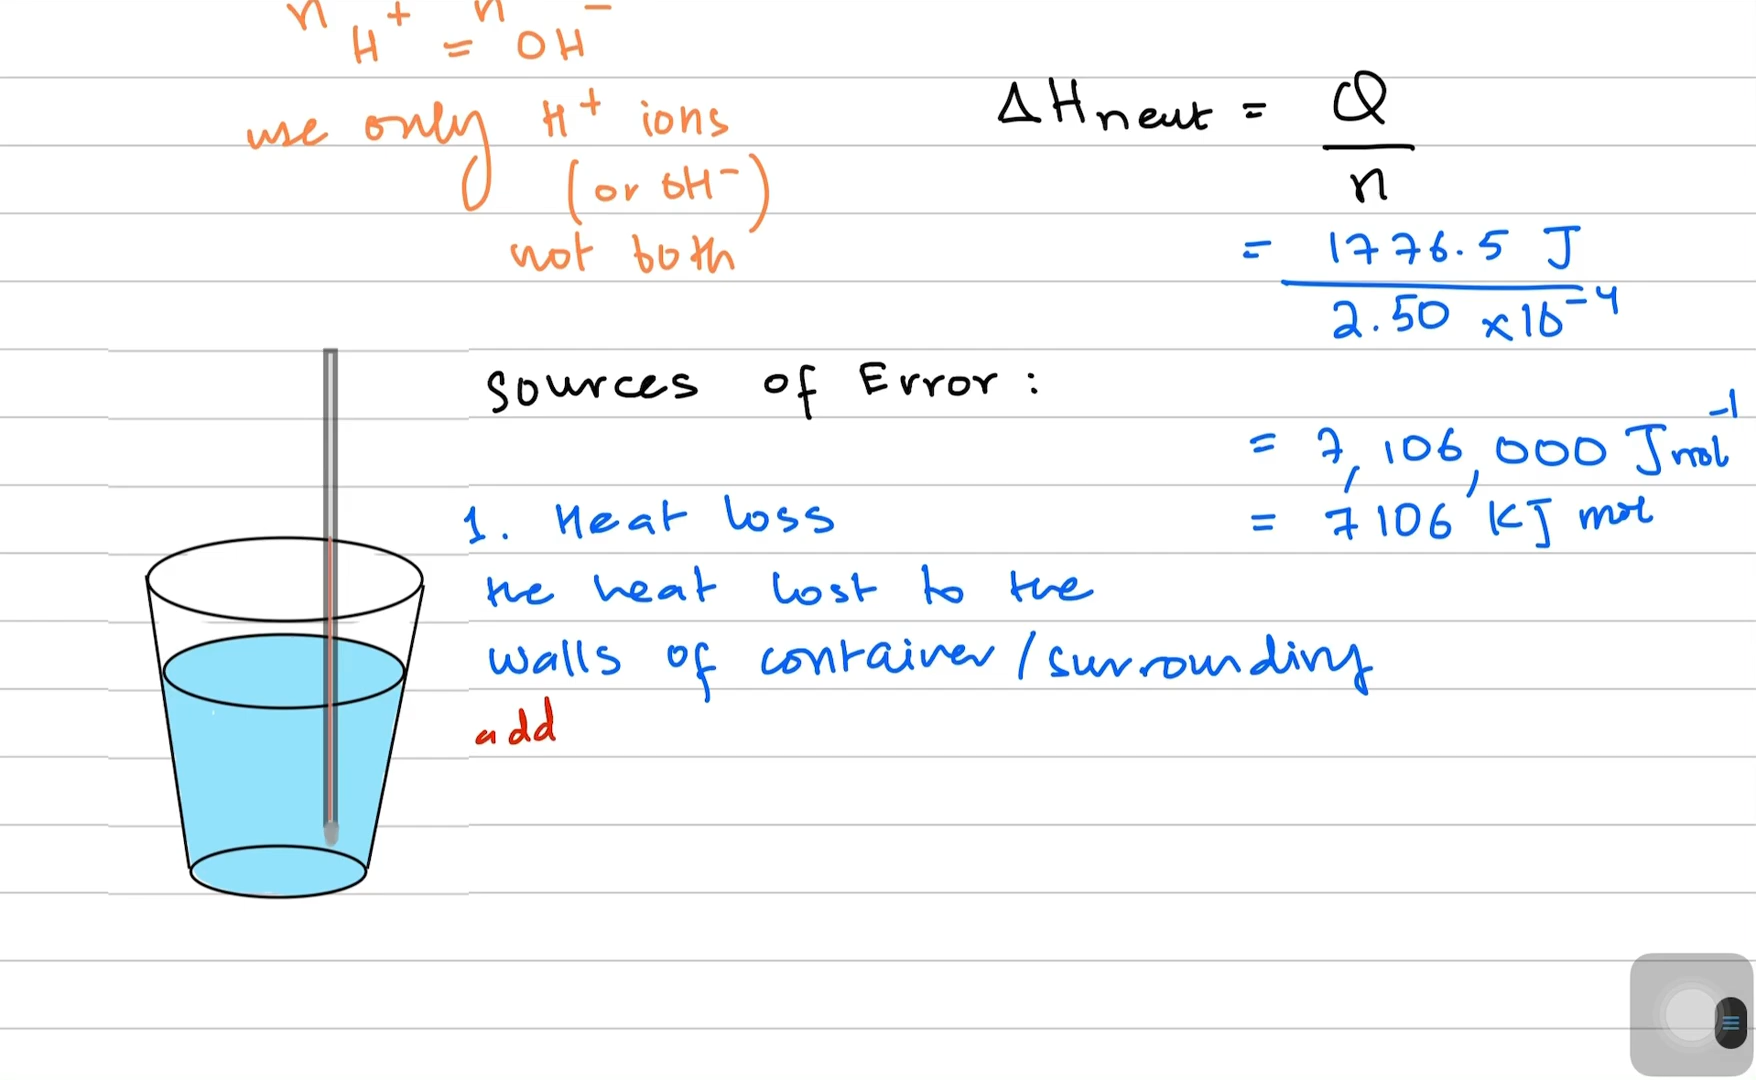 n H⁺ = n OH⁻
use only H⁺ ions
(or OH⁻)
not both
ΔHneut = Q
n
= 1776.5 J
2.50 ×10⁻⁴
= 7,106,000 J mol⁻¹
= 7106 KJ mol
Sources of Error :
1. Heat loss
the heat lost to the
walls of container / surrounding
add